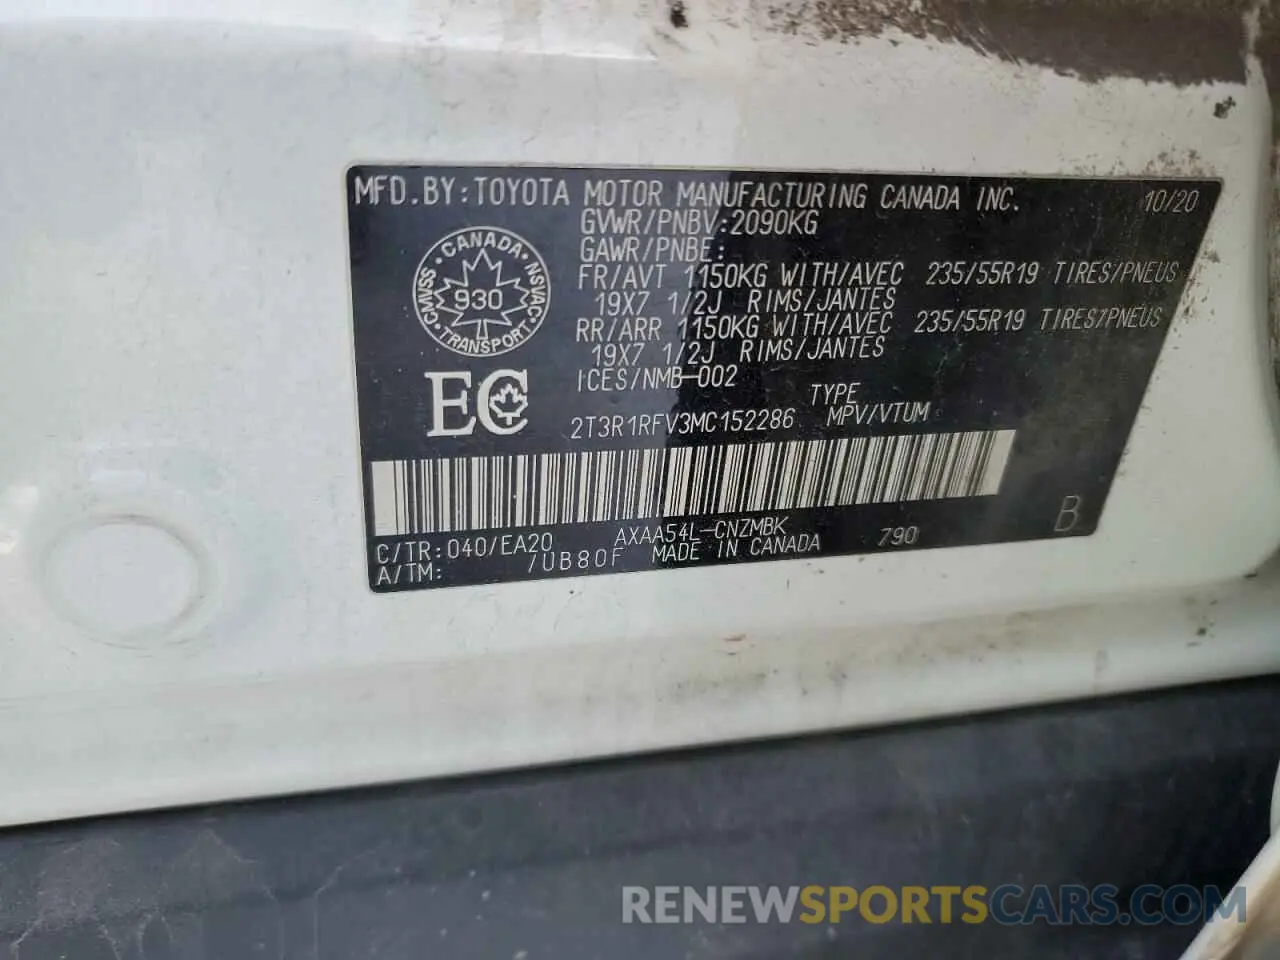 MFD.BY:TOYOTA MOTOR MANUFACTURING CANADA INC. 10/20
GVWR/PNBV:2090KG
GAWR/PNBE:
FR/AVT 1150KG WITH/AVEC 235/55R19 TIRES/PNEUS
19X7 1/2J RIMS/JANTES
RR/ARR 1150KG WITH/AVEC 235/55R19 TIRES/PNEUS
19X7 1/2J RIMS/JANTES
ICES/NMB-002
CANADA
CMVSS 930 NSVAC
TRANSPORT
EC
TYPE
2T3R1RFV3MC152286 MPV/VTUM
C/TR:040/EA20 AXAA54L-CNZMBK 790 B
A/TM: /UB80F MADE IN CANADA
RENEWSPORTSCARS.COM/2020